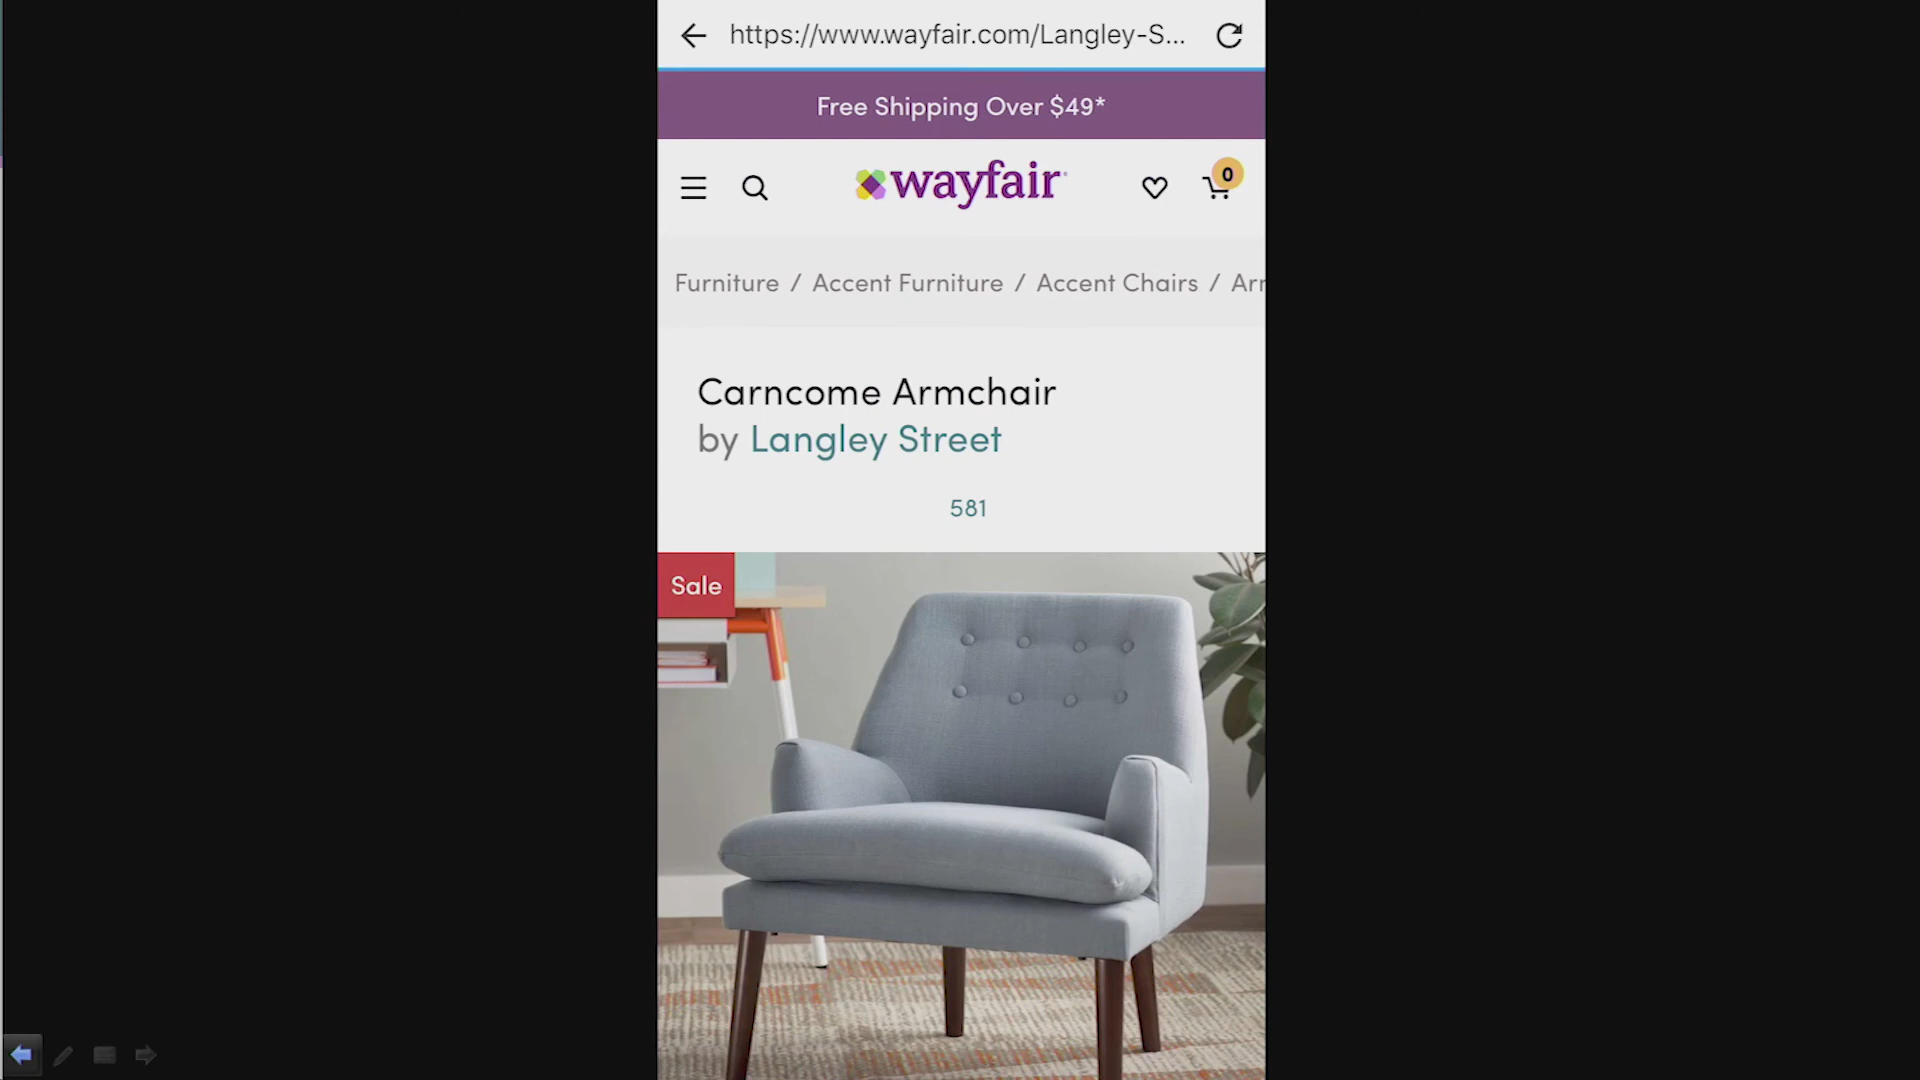 https://www.wayfair.com/Langley-S...
Free Shipping Over $49*
wayfair
0
Furniture / Accent Furniture / Accent Chairs / Arr
Carncome Armchair
by Langley Street
581
Sale